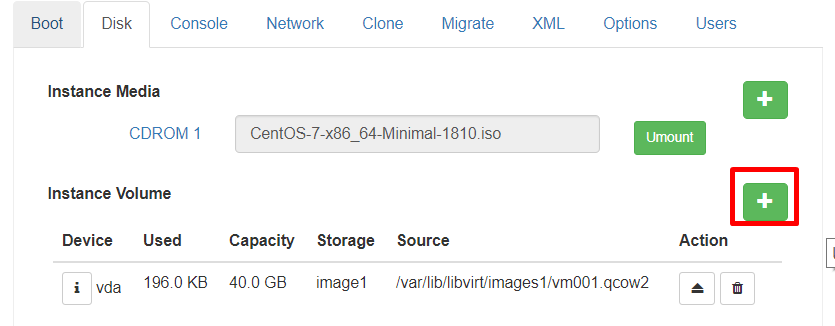 Boot Disk Console Network Clone Migrate XML Options Users
Instance Media
CDROM 1 CentOS-7-x86_64-Minimal-1810.iso Umount
Instance Volume
Device Used Capacity Storage Source Action
i vda 196.0 KB 40.0 GB image1 /var/lib/libvirt/images1/vm001.qcow2